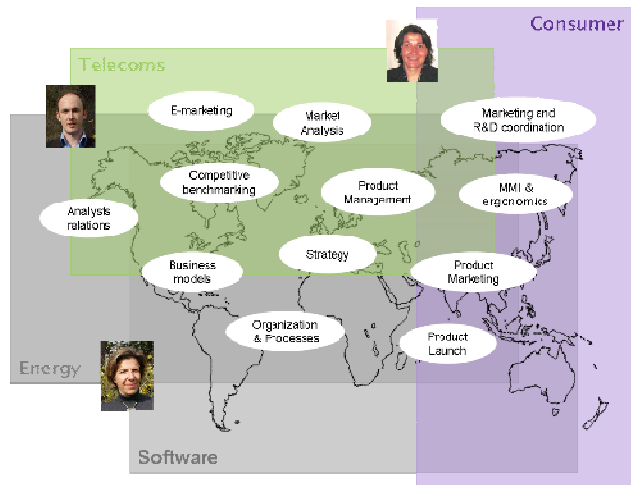 Consumer
Telecoms
E-marketing
Market
Analysis
Marketing and
R&D coordination
Competitive
benchmarking
Product
Management
MMI &
ergonomics
Analysts
relations
Strategy
Business
models
Product
Marketing
Organization
& Processes
Product
Launch
Energy
Software